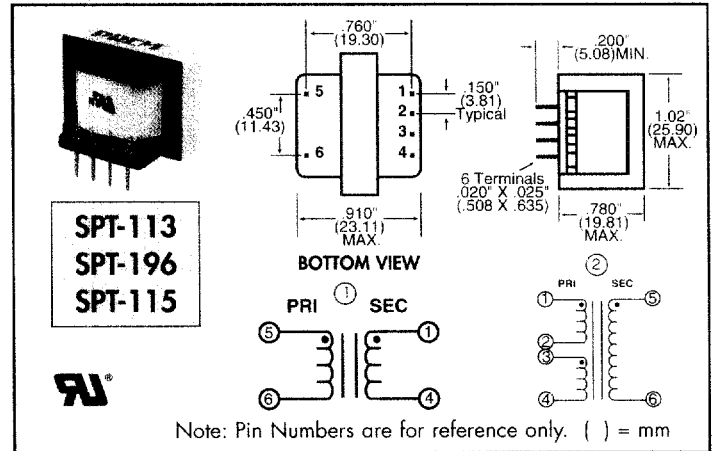 .760"
(19.30)
.450"
(11.43)
5
6
1
2
3
4
.150"
(3.81)
Typical
.910"
(23.11)
MAX.
BOTTOM VIEW
.200"
(5.08)MIN.
1.02"
(25.90)
MAX.
6 Terminals
.020" X .025"
(.508 X .635)
.780"
(19.81)
MAX.
SPT-113
SPT-196
SPT-115
1
PRI SEC
5 1
6 4
2
PRI SEC
1 5
2
3
4 6
®
Note: Pin Numbers are for reference only. ( ) = mm